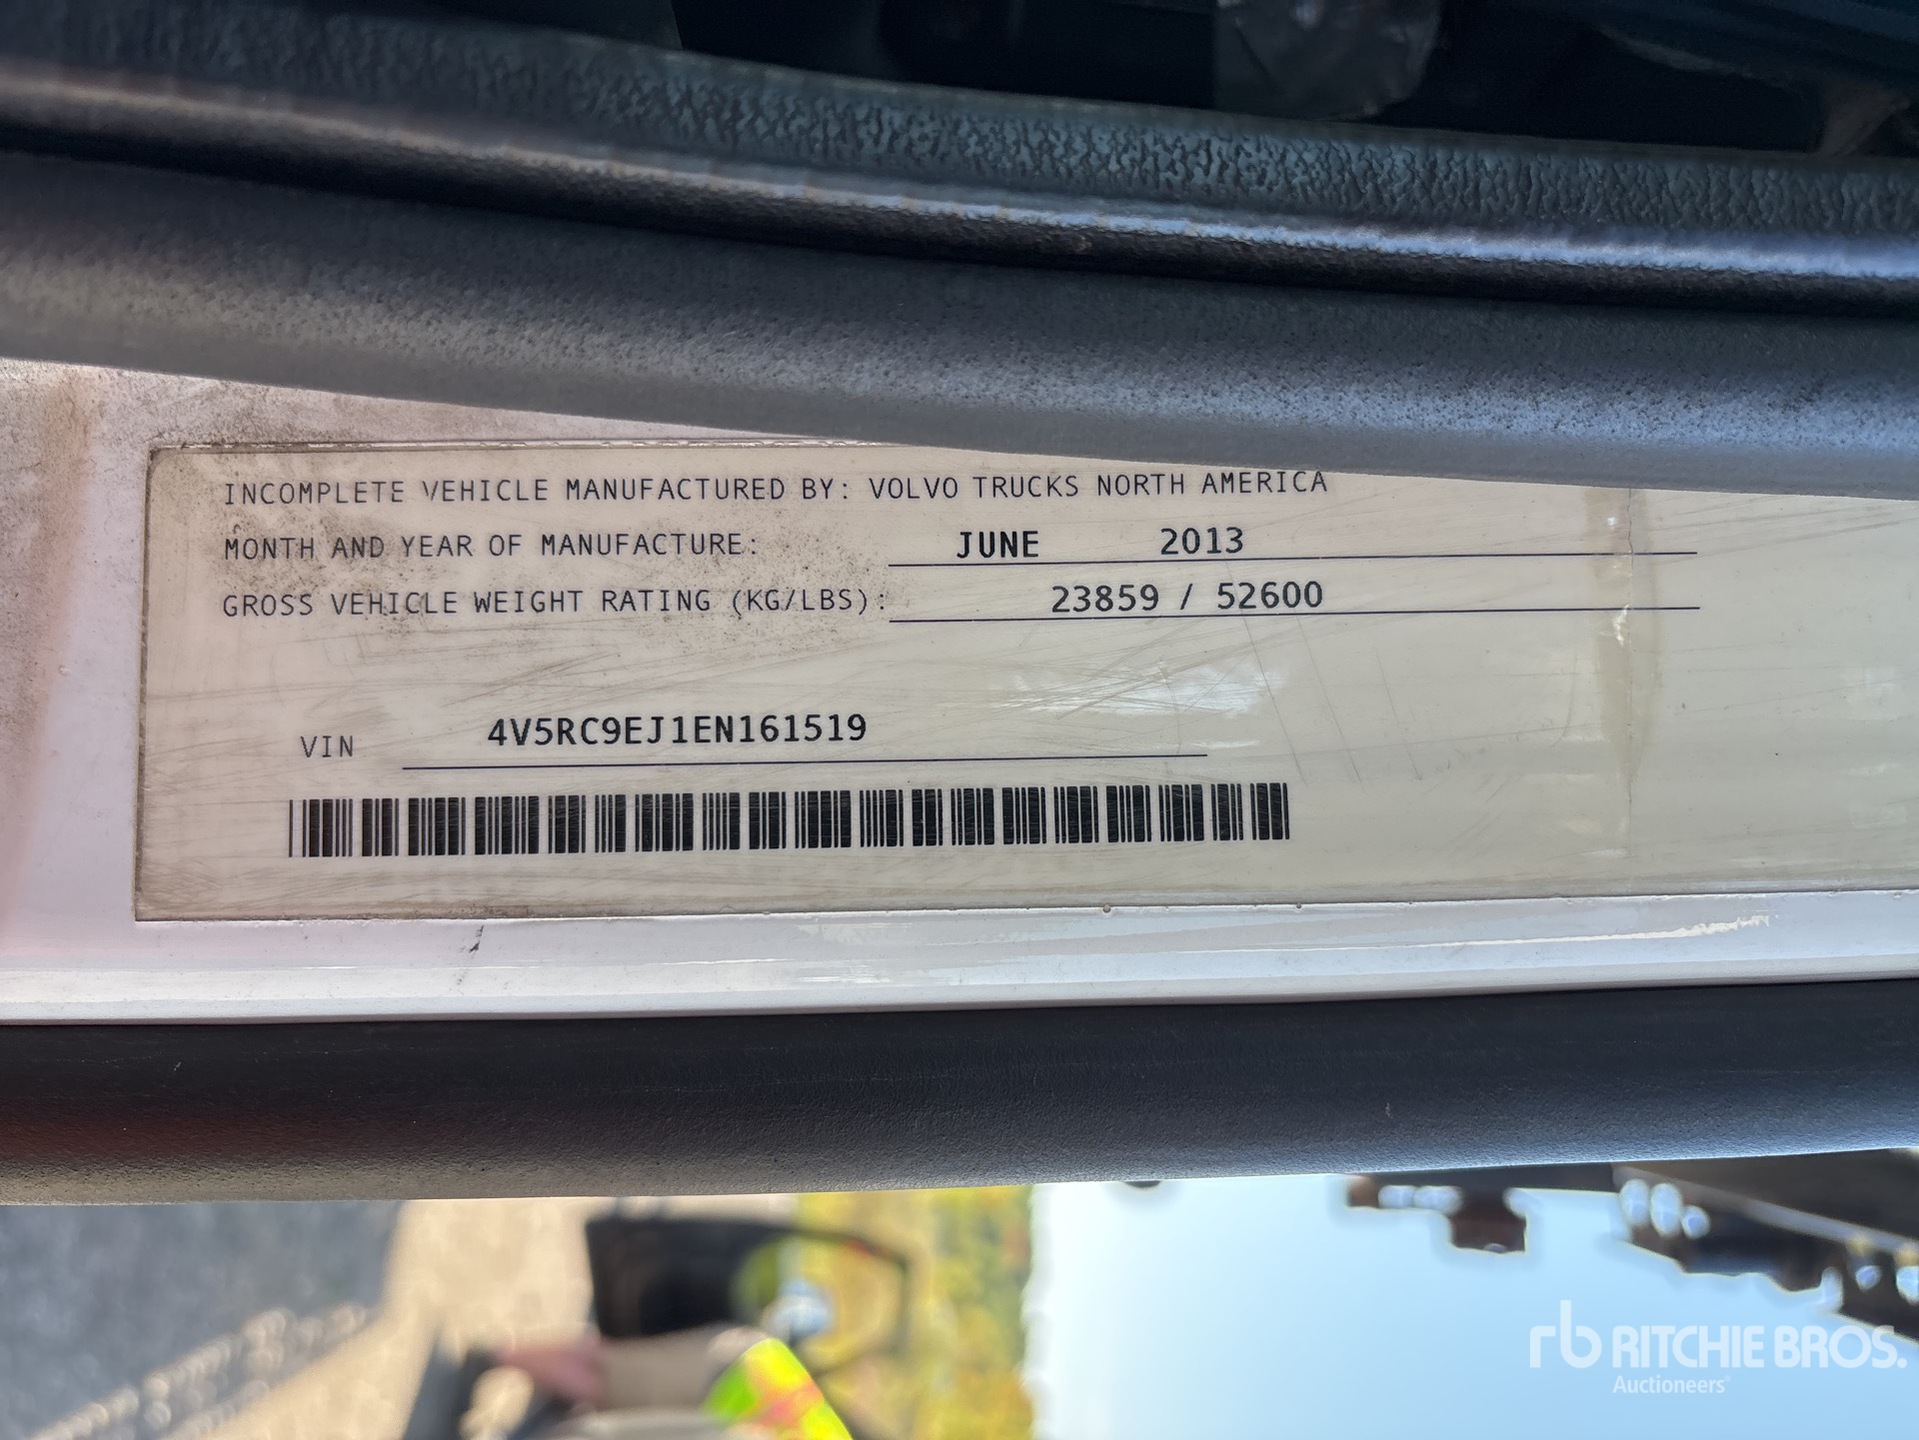 INCOMPLETE VEHICLE MANUFACTURED BY: VOLVO TRUCKS NORTH AMERICA
MONTH AND YEAR OF MANUFACTURE: JUNE 2013
GROSS VEHICLE WEIGHT RATING (KG/LBS): 23859 / 52600
VIN 4V5RC9EJ1EN161519
rb RITCHIE BROS.
Auctioneers